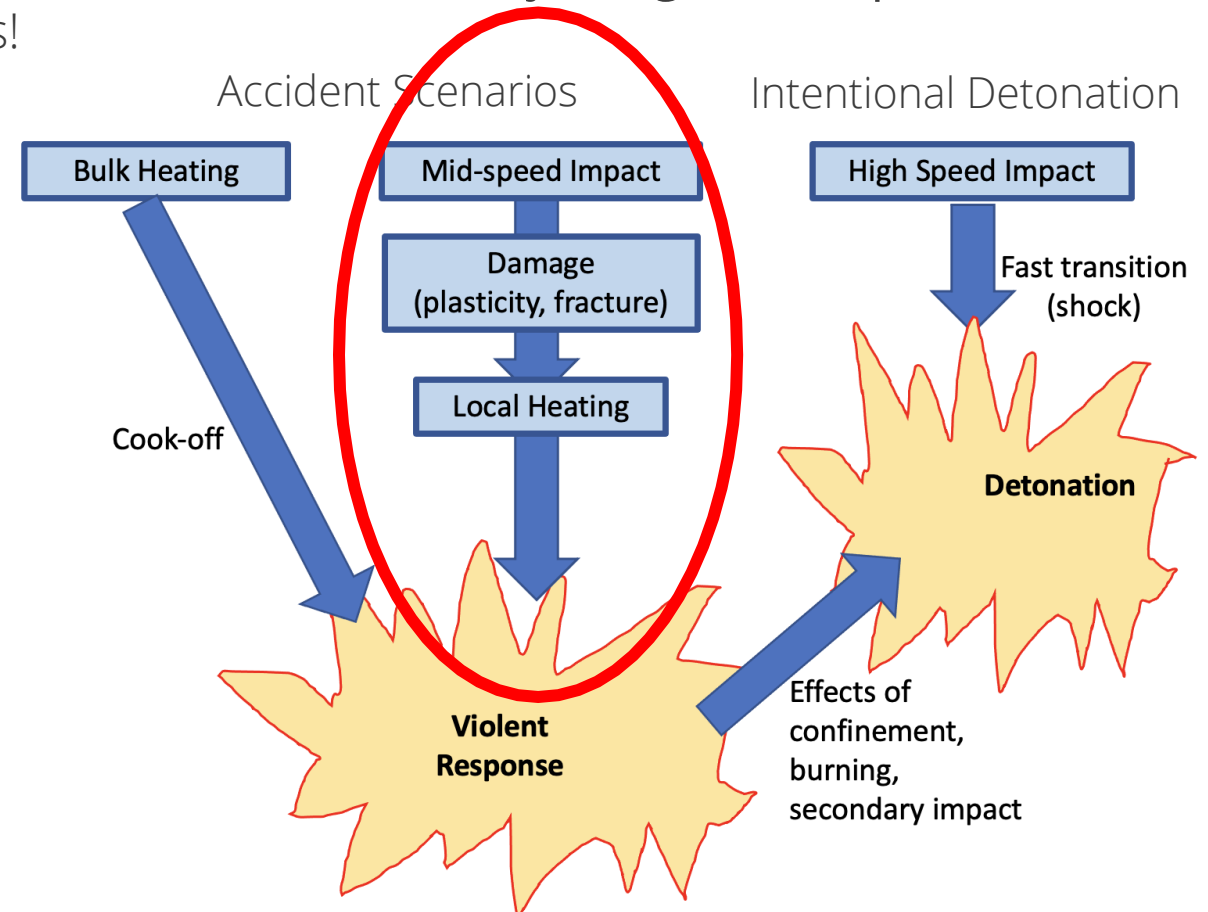 s!
Accident Scenarios
Intentional Detonation
Bulk Heating
Mid-speed Impact
High Speed Impact
Damage
(plasticity, fracture)
Fast transition
(shock)
Local Heating
Cook-off
Detonation
Violent
Response
Effects of
confinement,
burning,
secondary impact